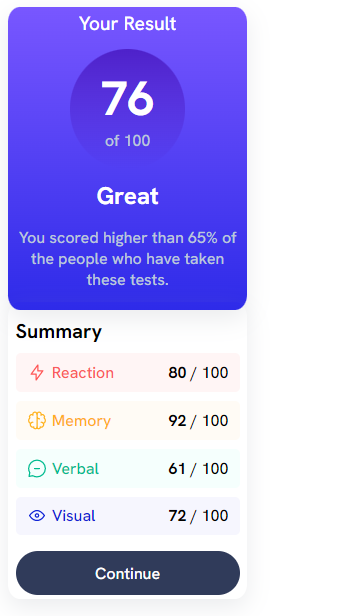 Your Result
76
of 100
Great
You scored higher than 65% of
the people who have taken
these tests.
Summary
Reaction 80 / 100
Memory 92 / 100
Verbal 61 / 100
Visual 72 / 100
Continue